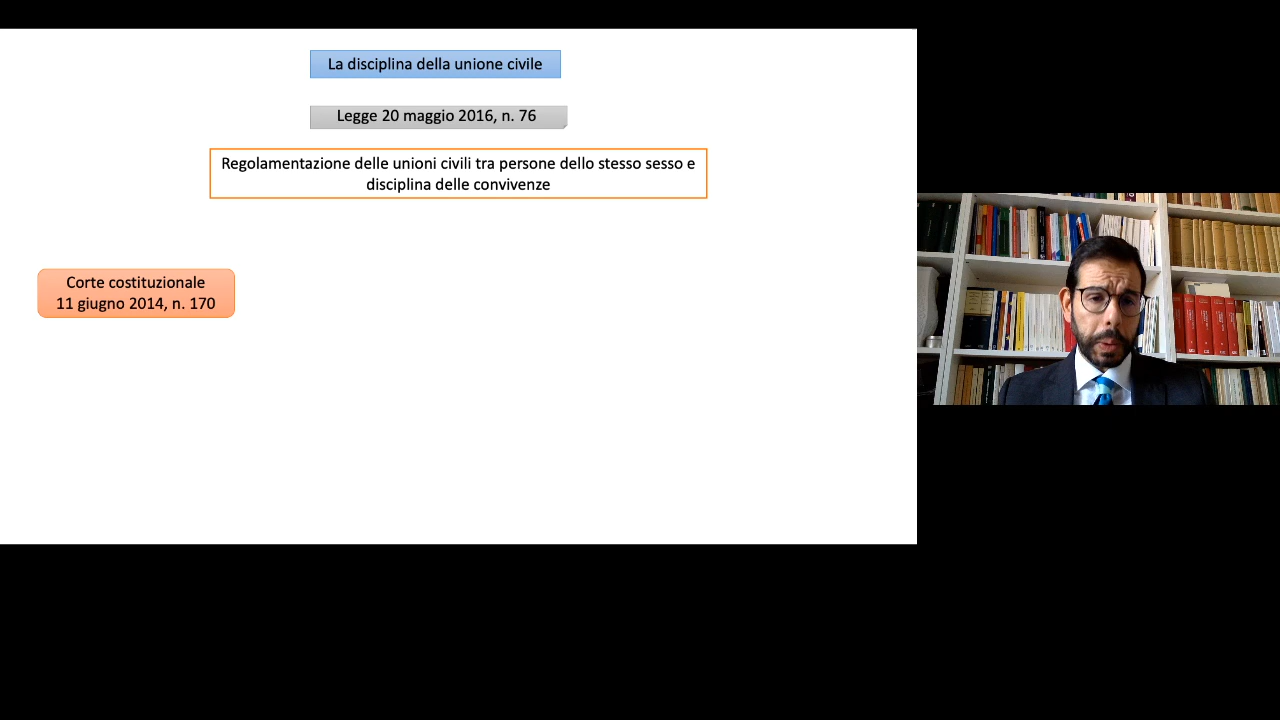 La disciplina della unione civile
Legge 20 maggio 2016, n. 76
Regolamentazione delle unioni civili tra persone dello stesso sesso e
disciplina delle convivenze
Corte costituzionale
11 giugno 2014, n. 170